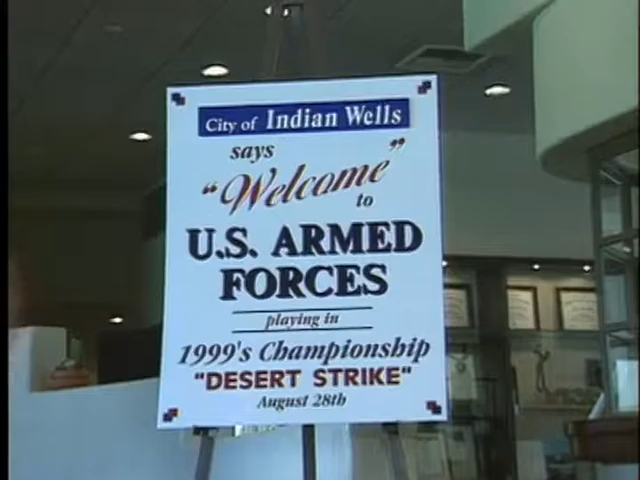 City of Indian Wells
says
"Welcome"
to
U.S. ARMED
FORCES
playing in
1999's Championship
"DESERT STRIKE"
August 28th